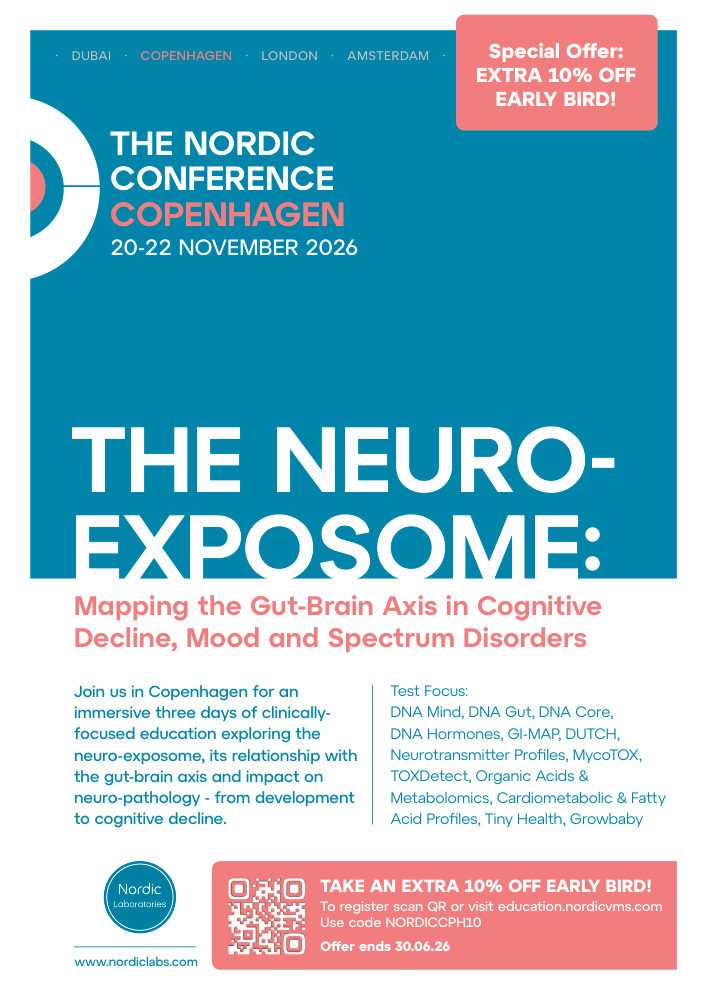 · DUBAI · COPENHAGEN · LONDON · AMSTERDAM ·
Special Offer:
EXTRA 10% OFF
EARLY BIRD!
THE NORDIC
CONFERENCE
COPENHAGEN
20-22 NOVEMBER 2026
THE NEURO-
EXPOSOME:
Mapping the Gut-Brain Axis in Cognitive
Decline, Mood and Spectrum Disorders
Join us in Copenhagen for an
immersive three days of clinically-
focused education exploring the
neuro-exposome, its relationship with
the gut-brain axis and impact on
neuro-pathology - from development
to cognitive decline.
Test Focus:
DNA Mind, DNA Gut, DNA Core,
DNA Hormones, GI-MAP, DUTCH,
Neurotransmitter Profiles, MycoTOX,
TOXDetect, Organic Acids &
Metabolomics, Cardiometabolic & Fatty
Acid Profiles, Tiny Health, Growbaby
Nordic
Laboratories
www.nordiclabs.com
TAKE AN EXTRA 10% OFF EARLY BIRD!
To register scan QR or visit education.nordicvms.com
Use code NORDICCPH10
Offer ends 30.06.26